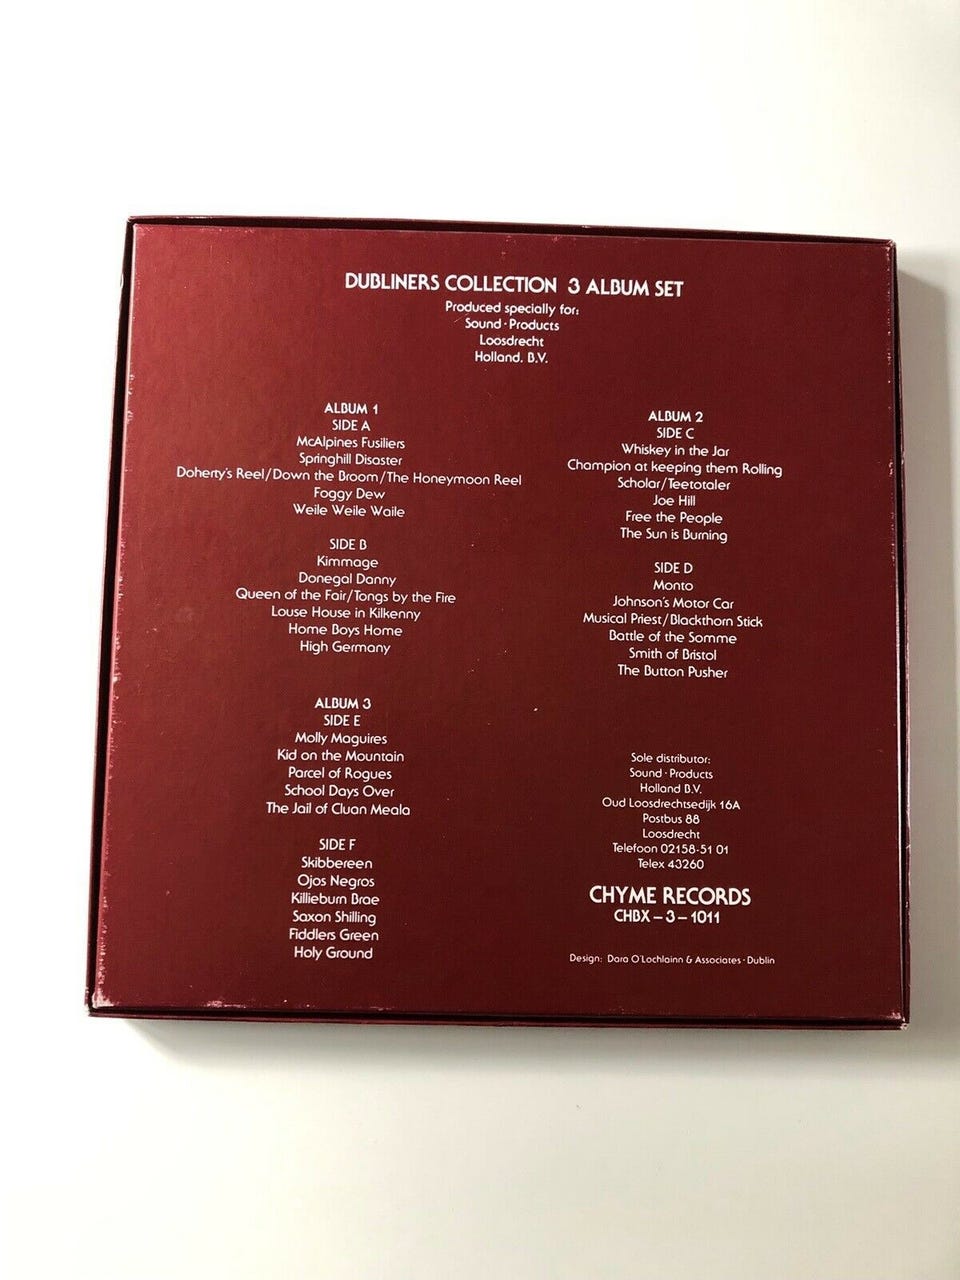 DUBLINERS COLLECTION 3 ALBUM SET
Produced specially for:
Sound · Products
Loosdrecht
Holland. B.V.
ALBUM 1
SIDE A
McAlpines Fusiliers
Springhill Disaster
Doherty's Reel/Down the Broom/The Honeymoon Reel
Foggy Dew
Weile Weile Waile
SIDE B
Kimmage
Donegal Danny
Queen of the Fair/Tongs by the Fire
Louse House in Kilkenny
Home Boys Home
High Germany
ALBUM 3
SIDE E
Molly Maguires
Kid on the Mountain
Parcel of Rogues
School Days Over
The Jail of Cluan Meala
SIDE F
Skibbereen
Ojos Negros
Killieburn Brae
Saxon Shilling
Fiddlers Green
Holy Ground
ALBUM 2
SIDE C
Whiskey in the Jar
Champion at keeping them Rolling
Scholar/Teetotaler
Joe Hill
Free the People
The Sun is Burning
SIDE D
Monto
Johnson's Motor Car
Musical Priest/Blackthorn Stick
Battle of the Somme
Smith of Bristol
The Button Pusher
Sole distributor:
Sound · Products
Holland B.V.
Oud Loosdrechtsedijk 16A
Postbus 88
Loosdrecht
Telefoon 02158-51 01
Telex 43260
CHYME RECORDS
CHBX – 3 – 1011
Design: Dara O'Lochlainn & Associates · Dublin